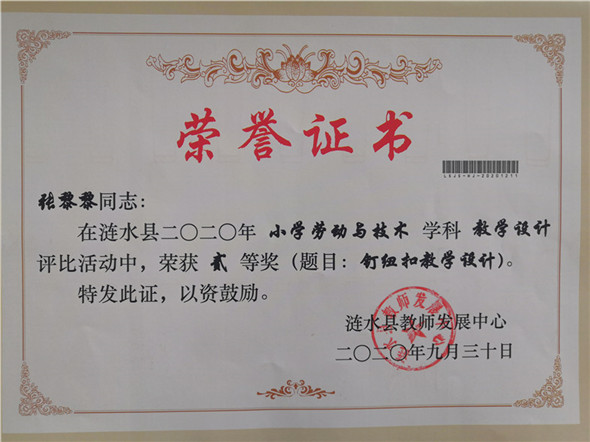 荣誉证书
LSJS-WJ-20201211
张黎黎同志：
在涟水县二〇二〇年 小学劳动与技术 学科 教学设计
评比活动中，荣获 贰 等奖（题目：钉纽扣教学设计）。
特发此证，以资鼓励。
涟水县教师发展中心
二〇二〇年九月三十日